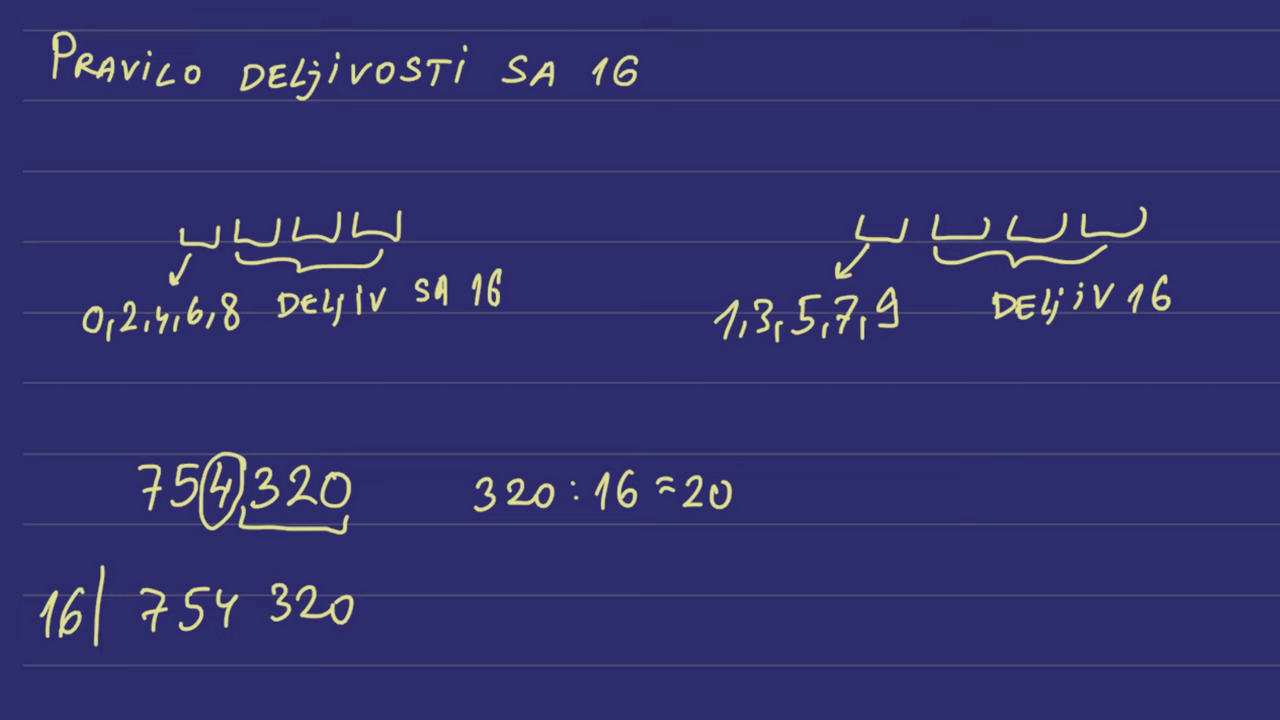 PRAVILO DELJIVOSTI SA 16
0,2,4,6,8 DELJIV SA 16
1,3,5,7,9 DELJIV 16
754320 320:16=20
16| 754 320